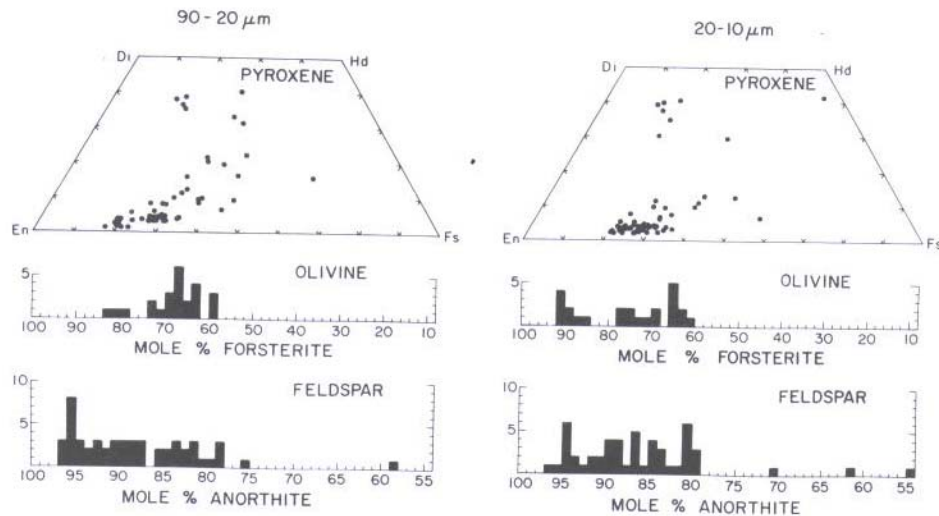 90-20 μm
Di
Hd
PYROXENE
En
Fs
OLIVINE
5
100 90 80 70 60 50 40 30 20 10
MOLE % FORSTERITE
FELDSPAR
10
5
100 95 90 85 80 75 70 65 60 55
MOLE % ANORTHITE
20-10 μm
Di
Hd
PYROXENE
En
Fs
OLIVINE
5
100 90 80 70 60 50 40 30 20 10
MOLE % FORSTERITE
FELDSPAR
10
5
100 95 90 85 80 75 70 65 60 55
MOLE % ANORTHITE